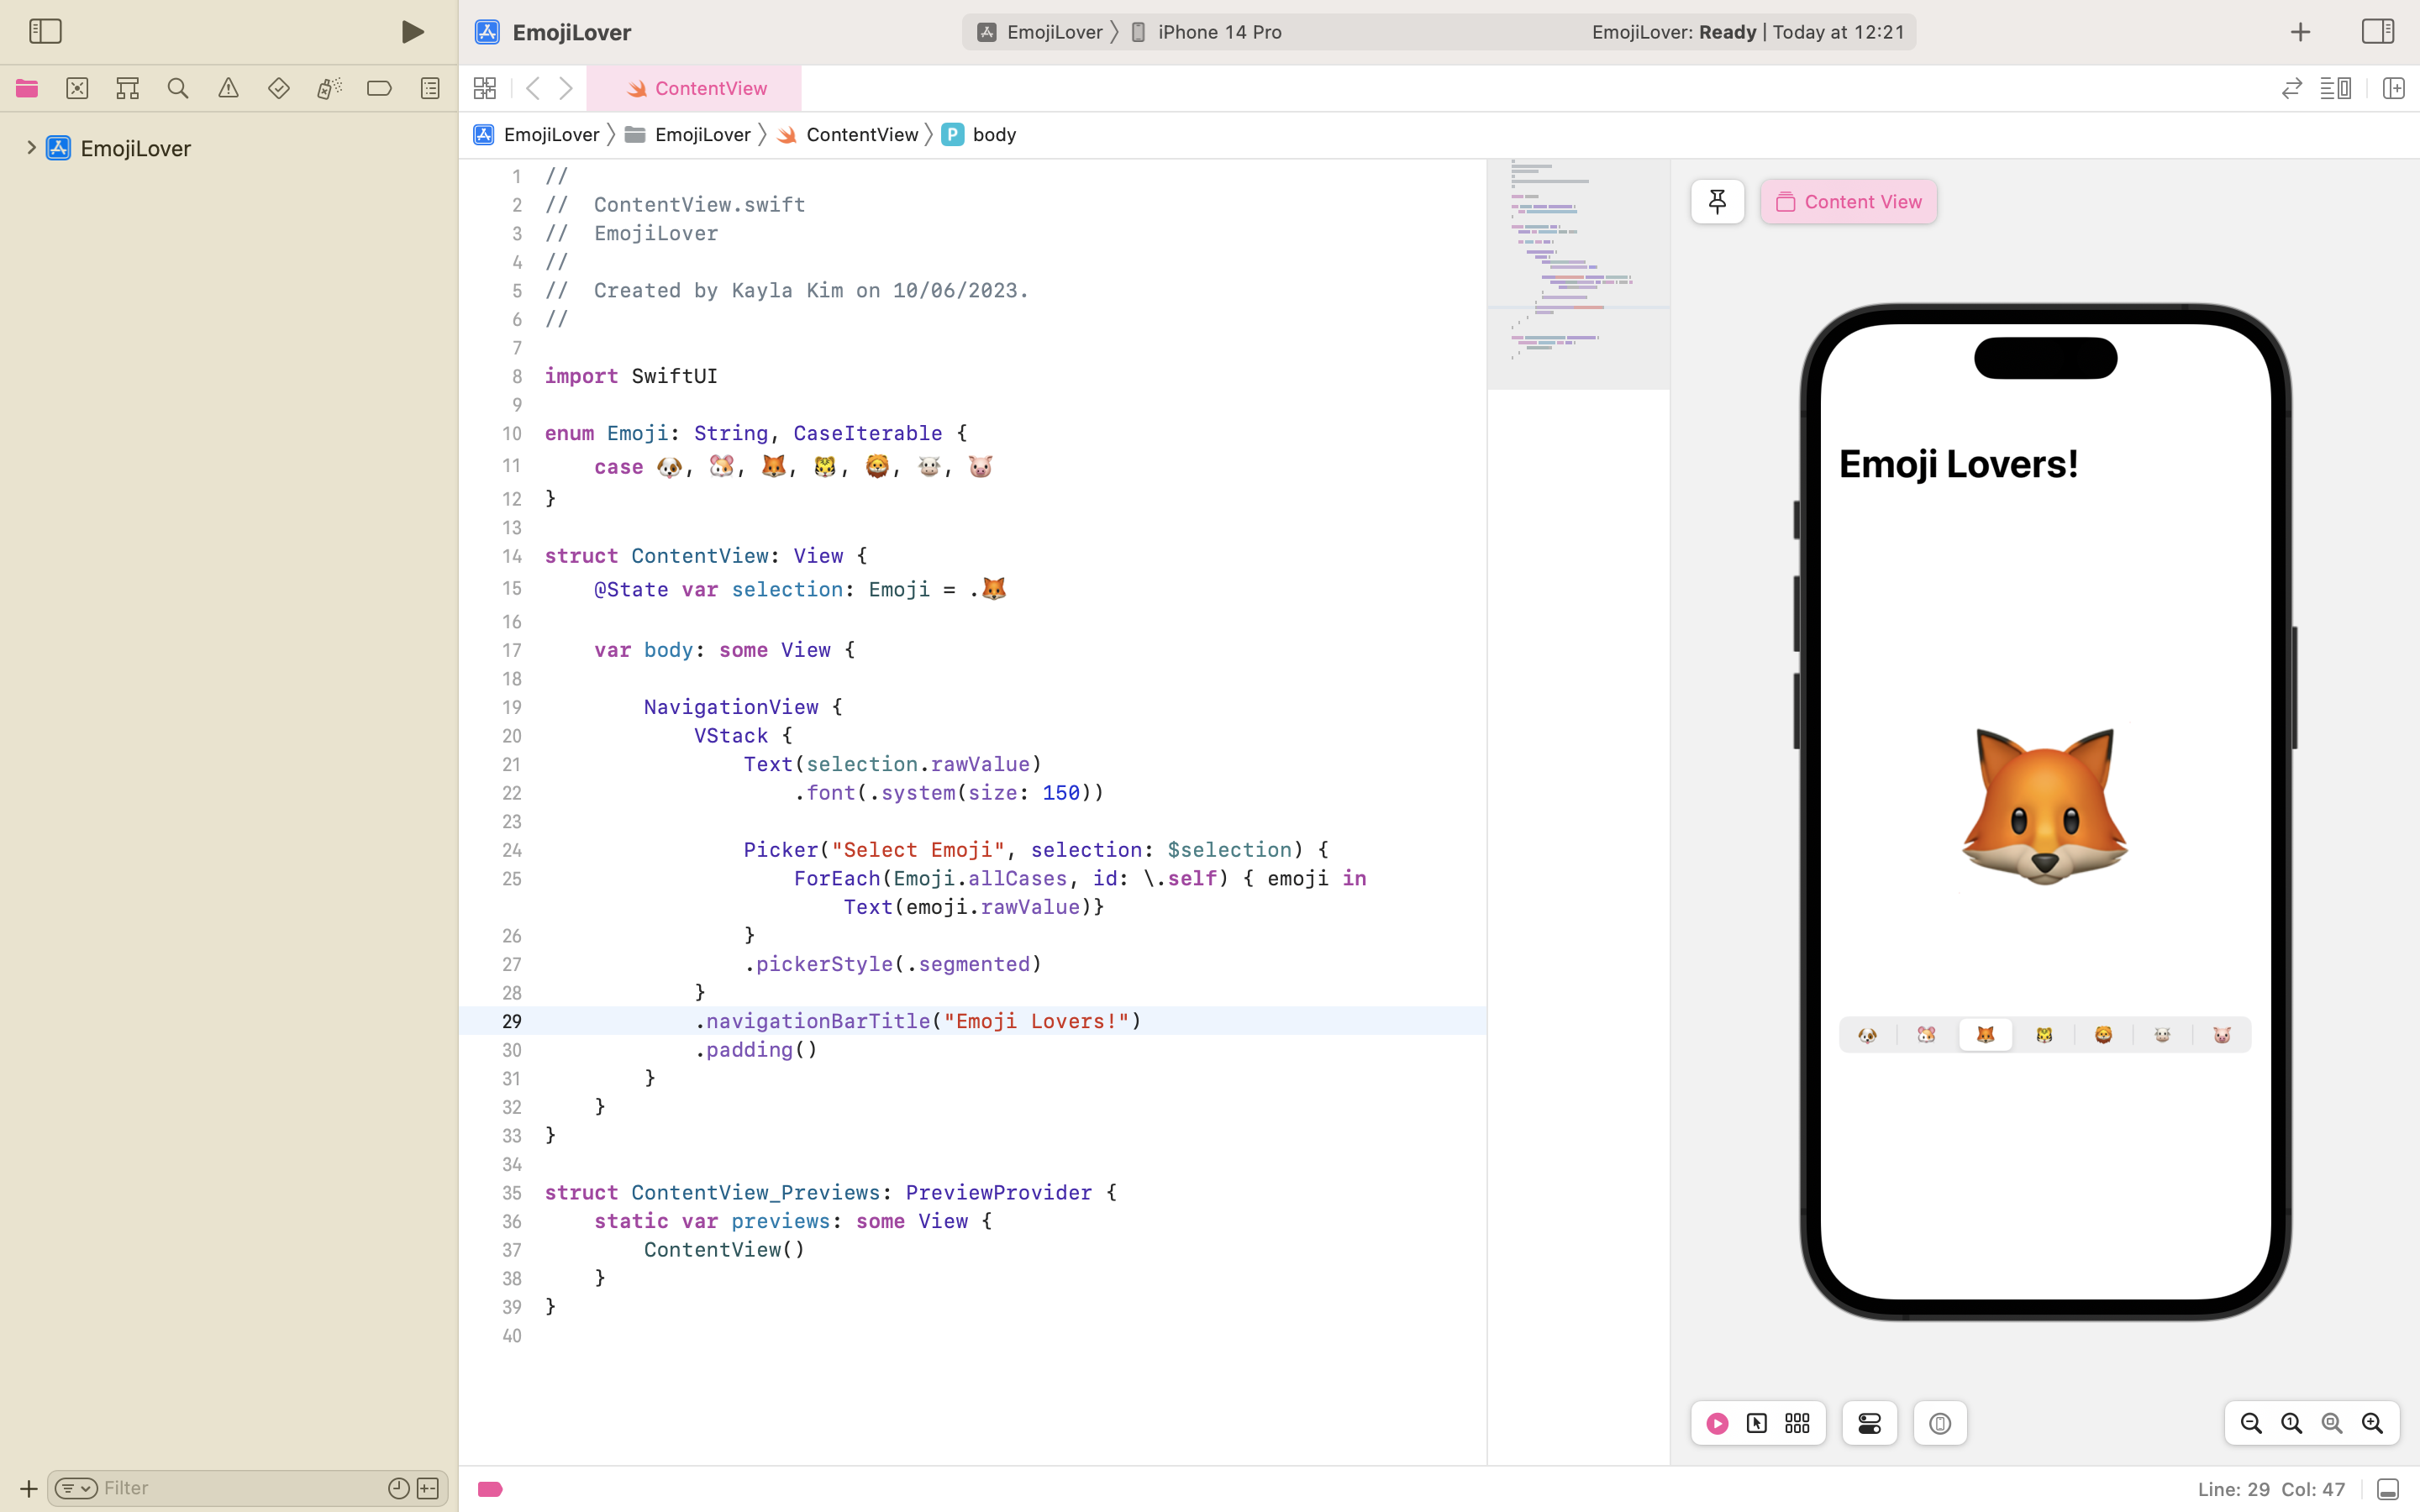 EmojiLover
EmojiLover
iPhone 14 Pro
EmojiLover: Ready | Today at 12:21
ContentView
EmojiLover
EmojiLover
EmojiLover
ContentView
P body
1 //
2 //  ContentView.swift
3 //  EmojiLover
4 //
5 //  Created by Kayla Kim on 10/06/2023.
6 //
7
8 import SwiftUI
9
10 enum Emoji: String, CaseIterable {
11     case 🐶, 🐹, 🦊, 🐯, 🦁, 🐮, 🐷
12 }
13
14 struct ContentView: View {
15     @State var selection: Emoji = .🦊
16
17     var body: some View {
18
19         NavigationView {
20             VStack {
21                 Text(selection.rawValue)
22                     .font(.system(size: 150))
23
24                 Picker("Select Emoji", selection: $selection) {
25                     ForEach(Emoji.allCases, id: \.self) { emoji in
                        Text(emoji.rawValue)}
26                 }
27                 .pickerStyle(.segmented)
28             }
29             .navigationBarTitle("Emoji Lovers!")
30             .padding()
31         }
32     }
33 }
34
35 struct ContentView_Previews: PreviewProvider {
36     static var previews: some View {
37         ContentView()
38     }
39 }
40
Content View
Emoji Lovers!
Filter
Line: 29 Col: 47